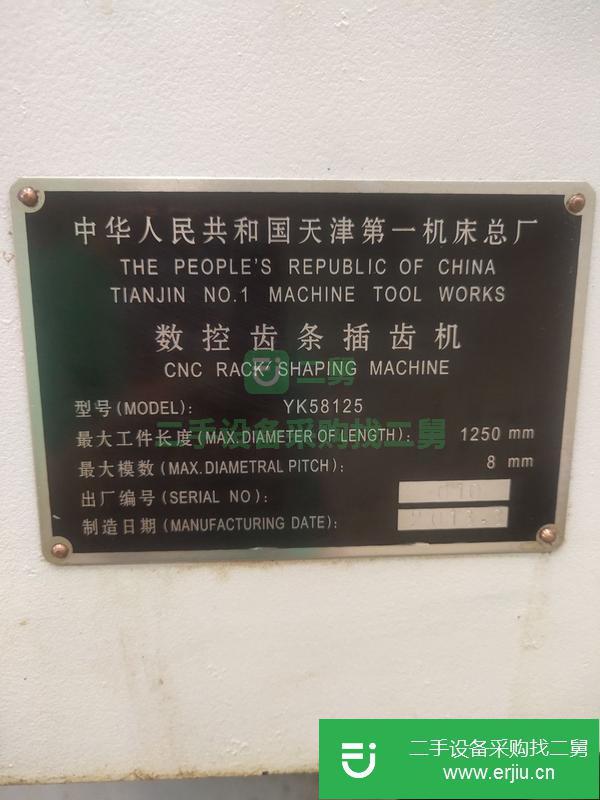 中华人民共和国天津第一机床总厂
THE PEOPLE'S REPUBLIC OF CHINA
TIANJIN NO.1 MACHINE TOOL WORKS
数控齿条插齿机
CNC RACK SHAPING MACHINE
二舅
型号(MODEL): YK58125
二手设备采购找二舅
最大工件长度(MAX.DIAMETER OF LENGTH): 1250 mm
最大模数(MAX.DIAMETRAL PITCH): 8 mm
出厂编号(SERIAL NO):
制造日期(MANUFACTURING DATE):
二手设备采购找二舅
www.erjiu.cn